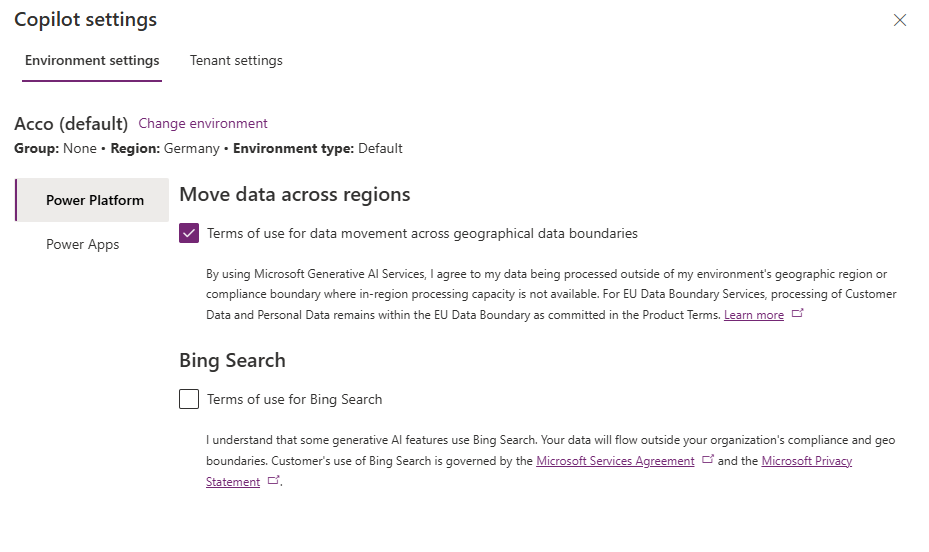 Copilot settings
Environment settings
Tenant settings
Acco (default) Change environment
Group: None • Region: Germany • Environment type: Default
Power Platform
Power Apps
Move data across regions
Terms of use for data movement across geographical data boundaries
By using Microsoft Generative AI Services, I agree to my data being processed outside of my environment's geographic region or
compliance boundary where in-region processing capacity is not available. For EU Data Boundary Services, processing of Customer
Data and Personal Data remains within the EU Data Boundary as committed in the Product Terms. Learn more
Bing Search
Terms of use for Bing Search
I understand that some generative AI features use Bing Search. Your data will flow outside your organization's compliance and geo
boundaries. Customer's use of Bing Search is governed by the Microsoft Services Agreement and the Microsoft Privacy
Statement.